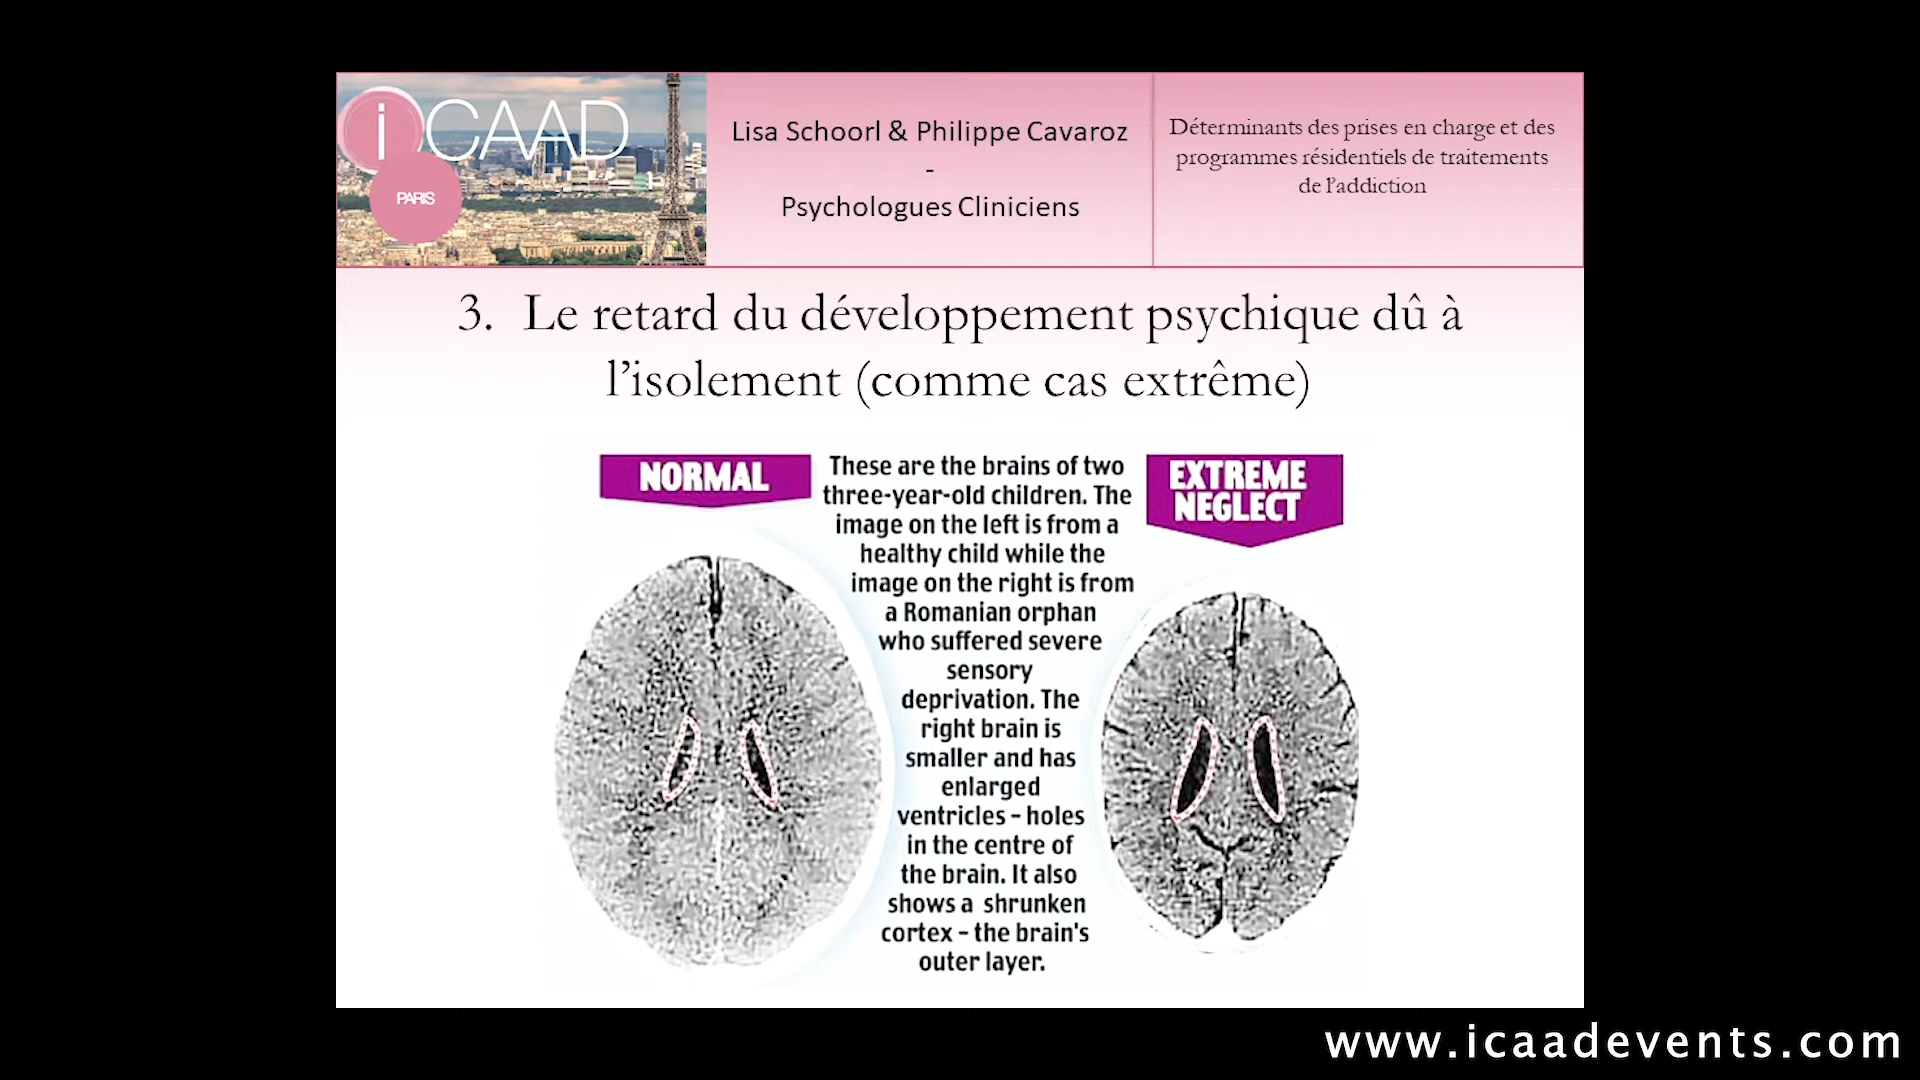 iCAAD
PARIS
Lisa Schoorl & Philippe Cavaroz
-
Psychologues Cliniciens
Déterminants des prises en charge et des
programmes résidentiels de traitements
de l'addiction
3. Le retard du développement psychique dû à
l'isolement (comme cas extrême)
NORMAL
These are the brains of two
three-year-old children. The
image on the left is from a
healthy child while the
image on the right is from
a Romanian orphan
who suffered severe
sensory
deprivation. The
right brain is
smaller and has
enlarged
ventricles – holes
in the centre of
the brain. It also
shows a shrunken
cortex – the brain's
outer layer.
EXTREME
NEGLECT
www.icaadevents.com